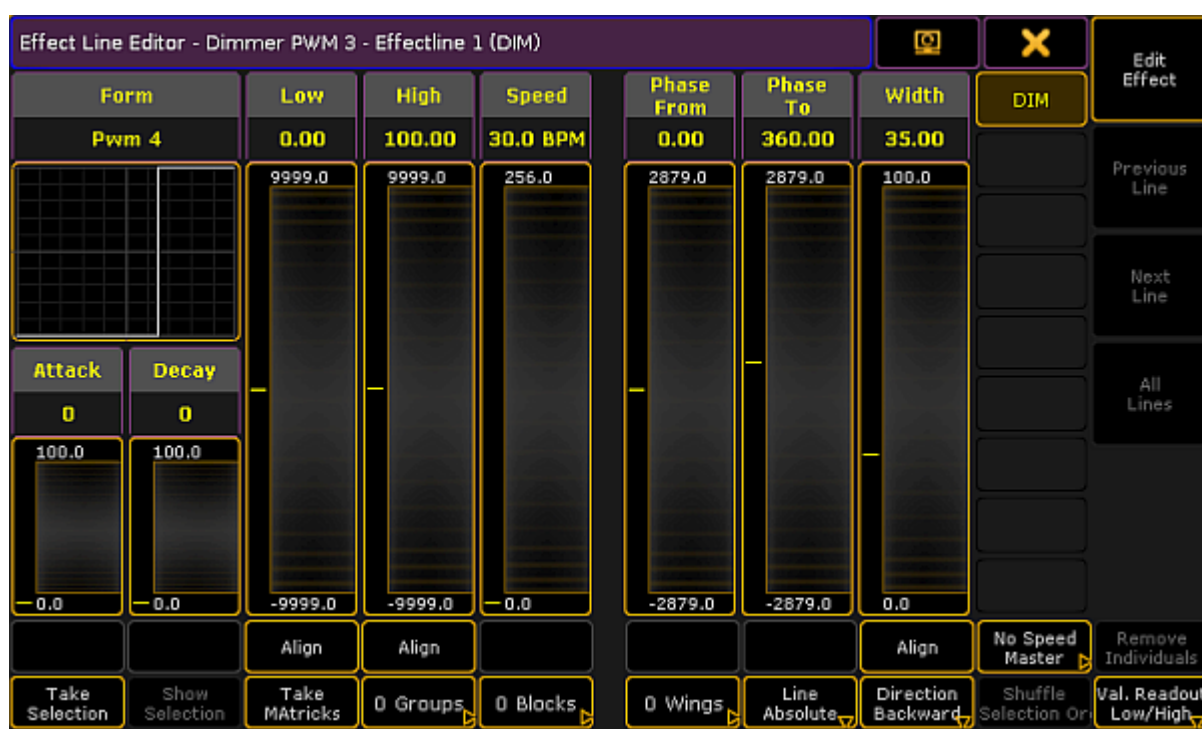 Effect Line Editor - Dimmer PWM 3 - Effectline 1 (DIM)
Edit
Effect
Form
Low
High
Speed
Phase
From
Phase
To
Width
DIM
Pwm 4
0.00
100.00
30.0 BPM
0.00
360.00
35.00
9999.0
9999.0
256.0
2879.0
2879.0
100.0
Previous
Line
Next
Line
Attack
Decay
All
Lines
0
0
100.0
100.0
0.0
0.0
-9999.0
-9999.0
0.0
-2879.0
-2879.0
0.0
Align
Align
Align
No Speed
Master
Remove
Individuals
Take
Selection
Show
Selection
Take
MAtricks
0 Groups
0 Blocks
0 Wings
Line
Absolute
Direction
Backward
Shuffle
Selection Or
Val. Readout
Low/High